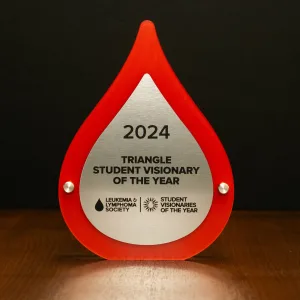 2024
TRIANGLE
STUDENT VISIONARY
OF THE YEAR
LEUKEMIA &
LYMPHOMA
SOCIETY
STUDENT
VISIONARIES
OF THE YEAR